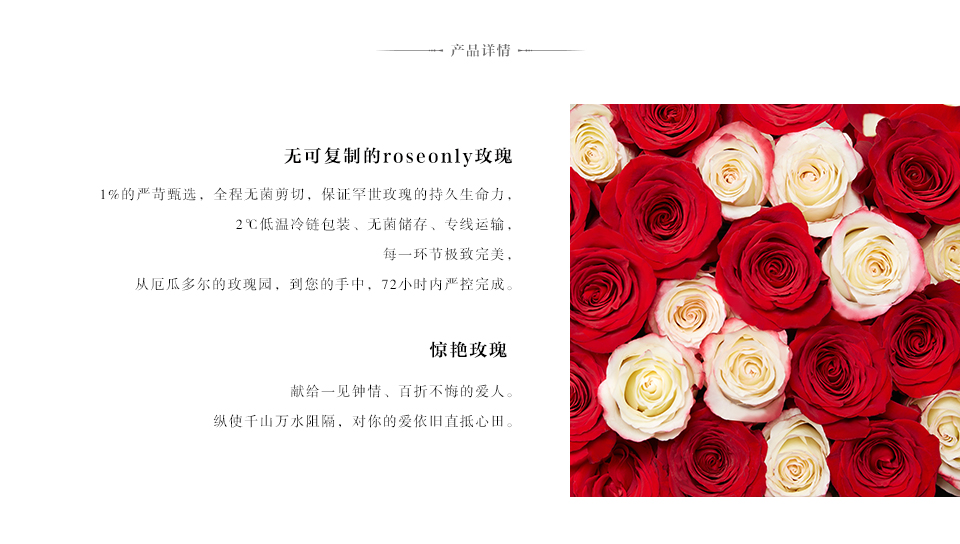 产品详情
无可复制的roseonly玫瑰
1%的严苛甄选，全程无菌剪切，保证罕世玫瑰的持久生命力，
2℃低温冷链包装、无菌储存、专线运输，
每一环节极致完美，
从厄瓜多尔的玫瑰园，到您的手中，72小时内严控完成。
惊艳玫瑰
献给一见钟情、百折不悔的爱人。
纵使千山万水阻隔，对你的爱依旧直抵心田。